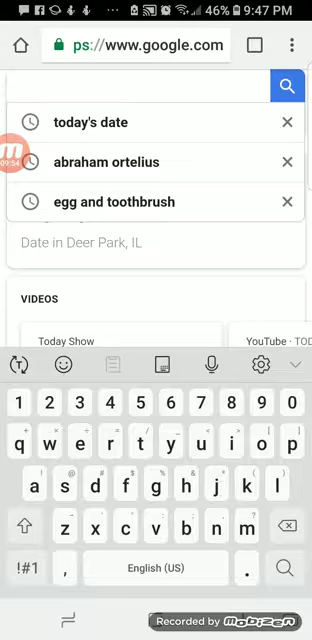 46% 9:47 PM
ps://www.google.com
today's date
abraham ortelius
09:54
egg and toothbrush
Date in Deer Park, IL
VIDEOS
Today Show
YouTube · TOD
1 2 3 4 5 6 7 8 9 0
q w e r t y u i o p
a s d f g h j k l
z x c v b n m
!#1 , English (US) .
Recorded by mobizen